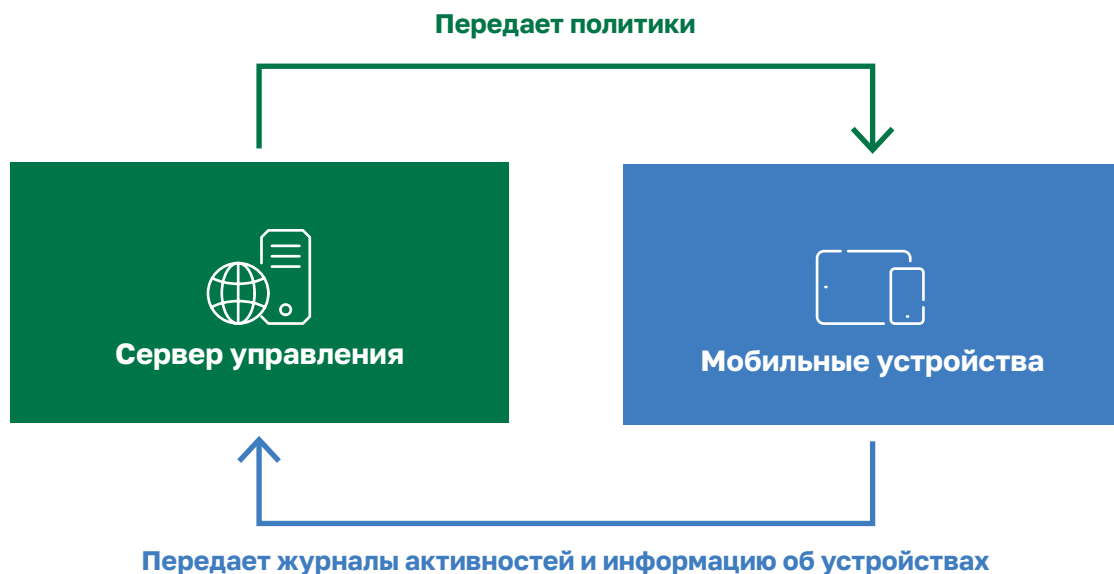 Передает политики
Сервер управления
Мобильные устройства
Передает журналы активностей и информацию об устройствах